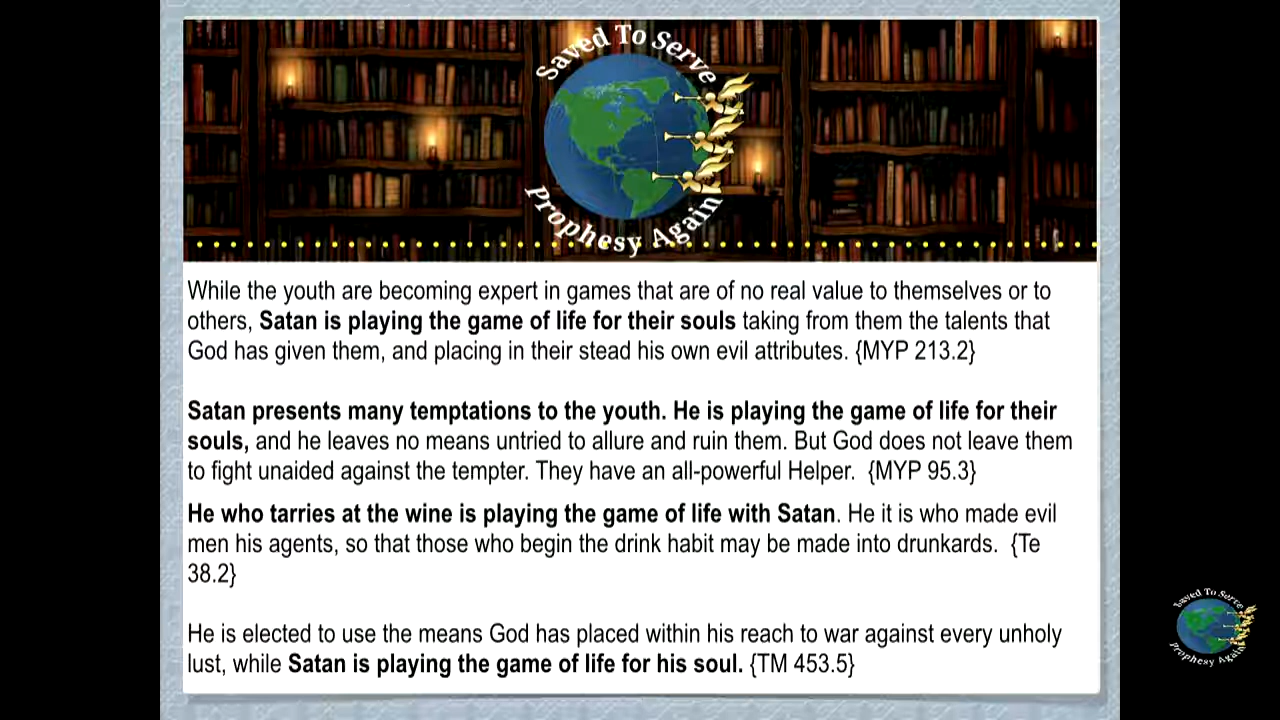 Saved To Serve
Prophesy Again
While the youth are becoming expert in games that are of no real value to themselves or to
others, Satan is playing the game of life for their souls taking from them the talents that
God has given them, and placing in their stead his own evil attributes. {MYP 213.2}
Satan presents many temptations to the youth. He is playing the game of life for their
souls, and he leaves no means untried to allure and ruin them. But God does not leave them
to fight unaided against the tempter. They have an all-powerful Helper.  {MYP 95.3}
He who tarries at the wine is playing the game of life with Satan. He it is who made evil
men his agents, so that those who begin the drink habit may be made into drunkards.  {Te
38.2}
He is elected to use the means God has placed within his reach to war against every unholy
lust, while Satan is playing the game of life for his soul. {TM 453.5}
Saved To Serve
Prophesy Again